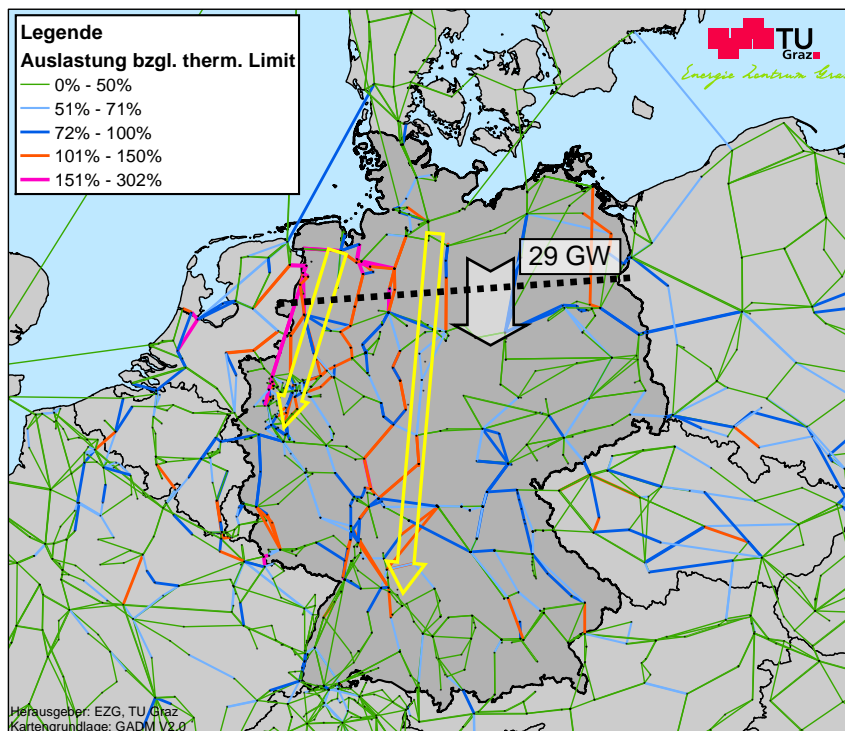 Legende
Auslastung bzgl. therm. Limit
0% - 50%
51% - 71%
72% - 100%
101% - 150%
151% - 302%
TU
Graz
Energie Zentrum Graz
29 GW
Herausgeber: EZG, TU Graz
Kartengrundlage: GADM V2.0